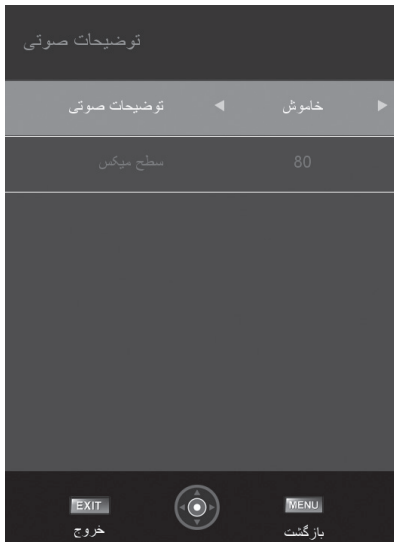 توضیحات صوتی
توضیحات صوتی ◀ خاموش ▶
سطح میکس 80
EXIT MENU
خروج بازگشت